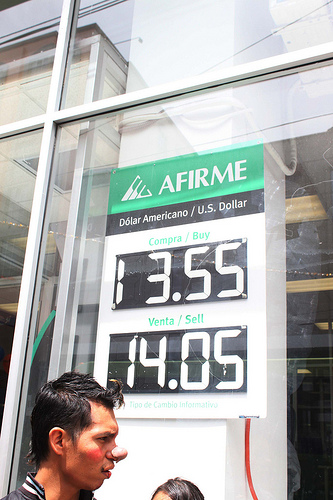 AFIRME
Dólar Americano / U.S. Dollar
Compra / Buy
13.55
Venta / Sell
14.05
Tipo de Cambio Informativo